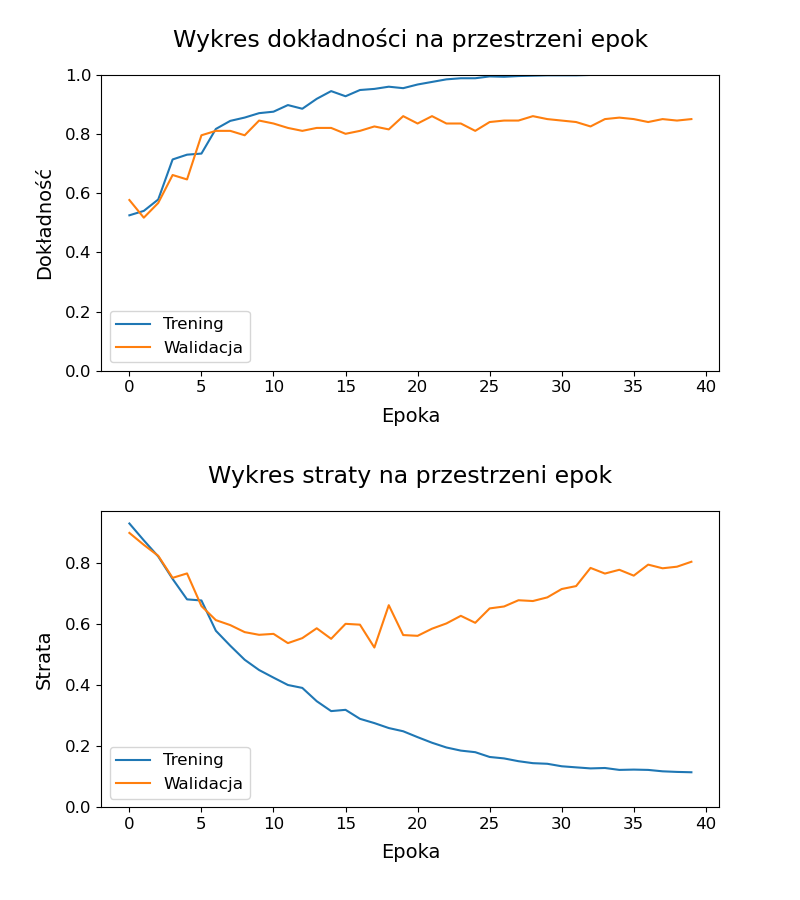 Wykres dokładności na przestrzeni epok
1.0
0.8
0.6
0.4
0.2
0.0
Dokładność
Trening
Walidacja
0 5 10 15 20 25 30 35 40
Epoka
Wykres straty na przestrzeni epok
0.8
0.6
0.4
0.2
0.0
Strata
Trening
Walidacja
0 5 10 15 20 25 30 35 40
Epoka